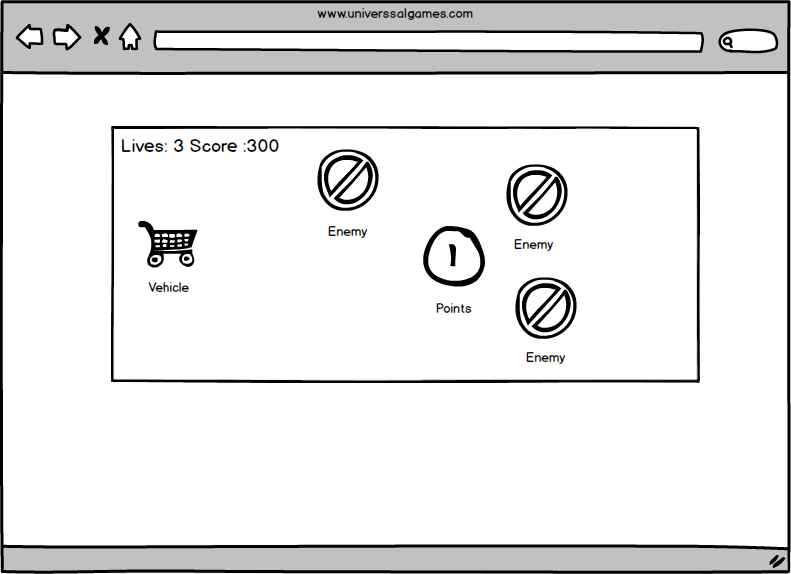 www.universsalgames.com
Lives: 3 Score :300
Enemy
Enemy
Vehicle
1
Points
Enemy